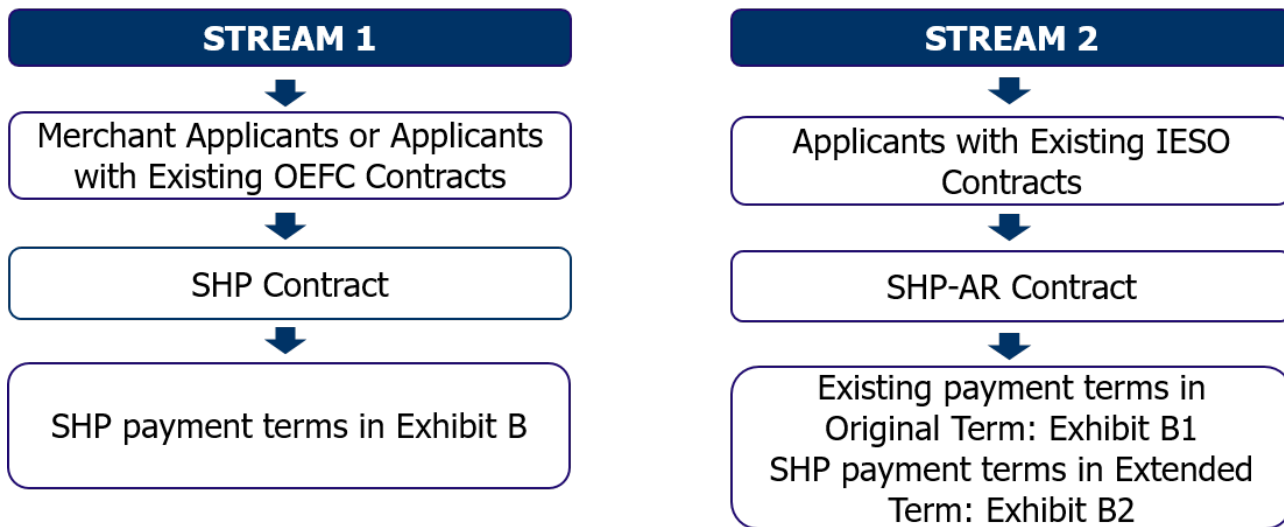 STREAM 1
Merchant Applicants or Applicants
with Existing OEFC Contracts
SHP Contract
SHP payment terms in Exhibit B
STREAM 2
Applicants with Existing IESO
Contracts
SHP-AR Contract
Existing payment terms in
Original Term: Exhibit B1
SHP payment terms in Extended
Term: Exhibit B2